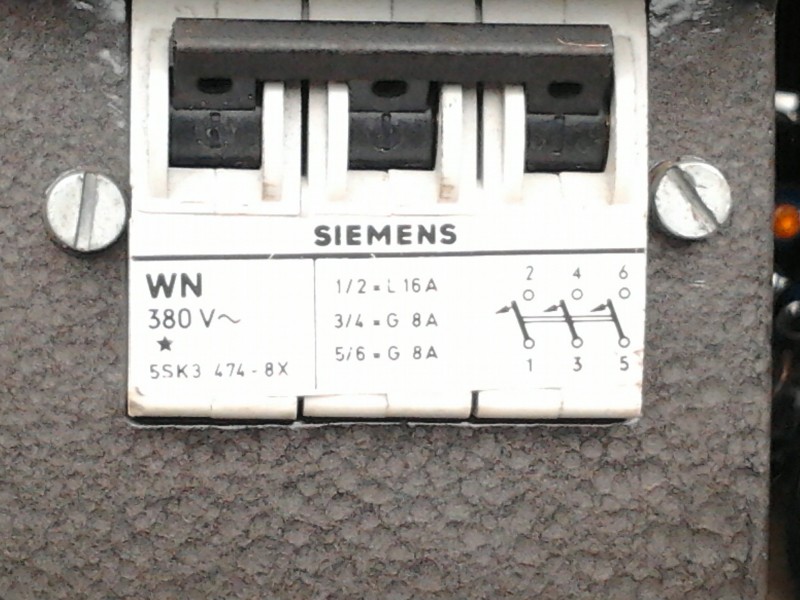 SIEMENS
WN
380 V~
★
5SK3 474-8X
1/2 = L 16 A
3/4 = G 8A
5/6 = G 8A
2 4 6
1 3 5